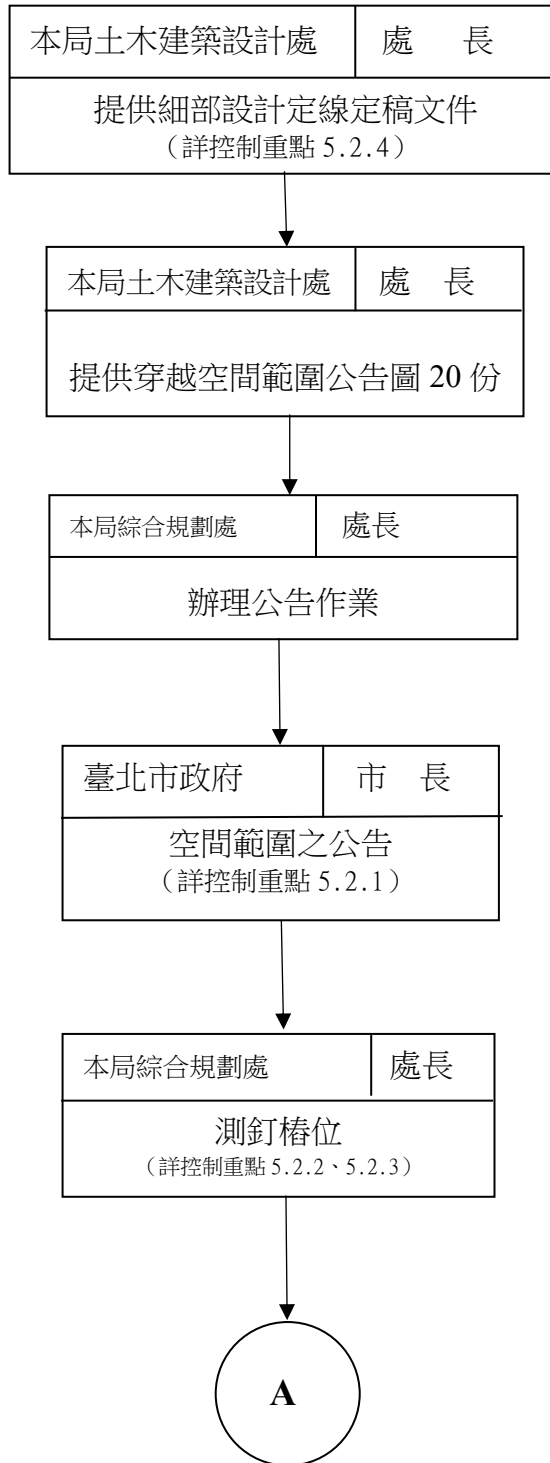 本局土木建築設計處 處 長
提供細部設計定線定稿文件
（詳控制重點 5.2.4）
本局土木建築設計處 處 長
提供穿越空間範圍公告圖 20 份
本局綜合規劃處 處長
辦理公告作業
臺北市政府 市 長
空間範圍之公告
（詳控制重點 5.2.1）
本局綜合規劃處 處長
測釘樁位
（詳控制重點 5.2.2、5.2.3）
A